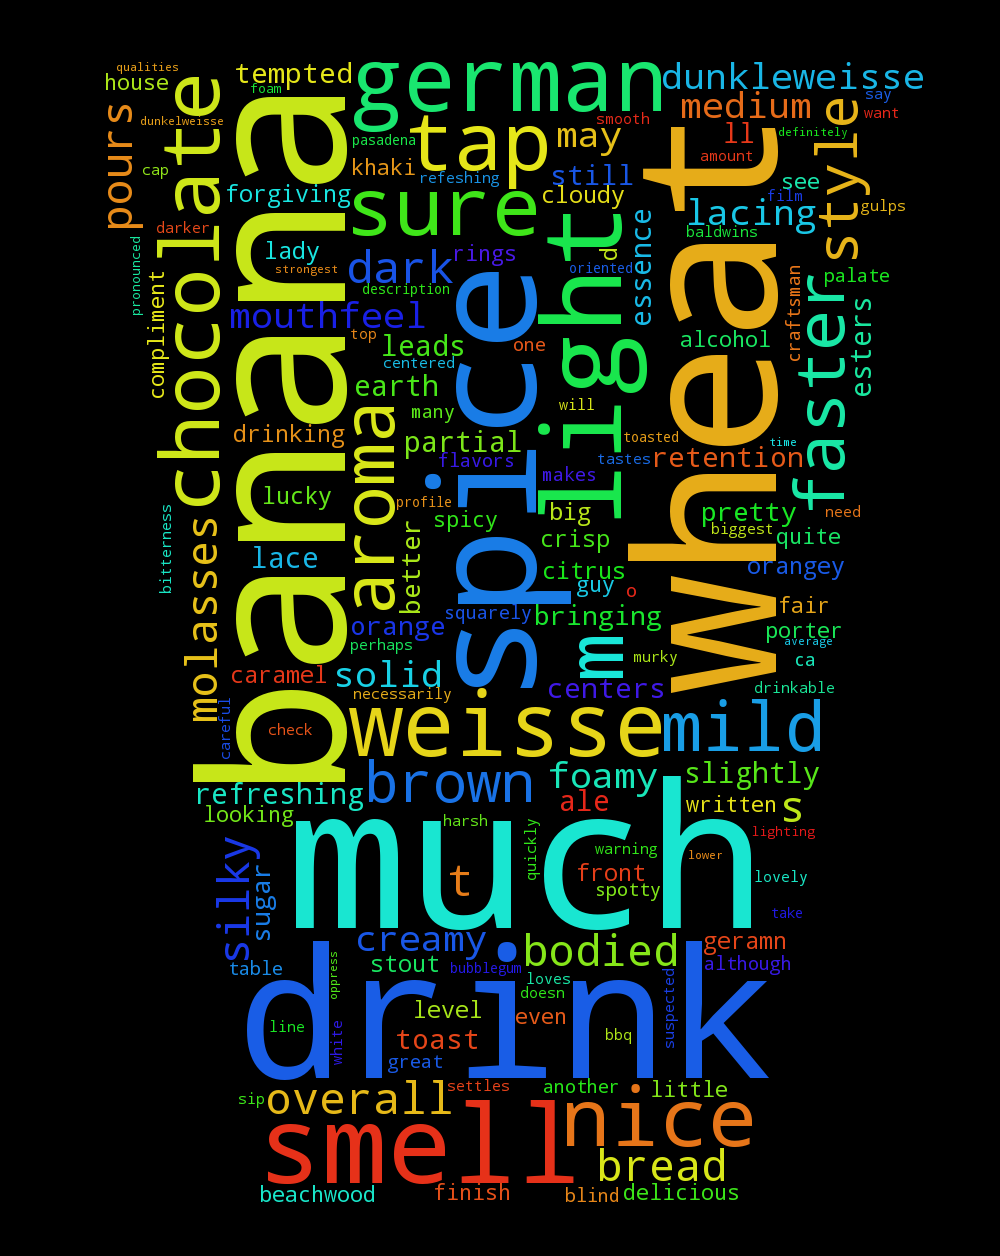 qualities
house
tempted
german
dunkleweisse
foam
medium
say
want
pours
chocolate
banana
dunkelweisse
pasadena
tap
smooth
may
ll
definitely
style
cap
khaki
refeshing
still
amount
see
film
gulps
forgiving
sure
cloudy
lacing
baldwins
darker
lady
strongest
dark
rings
d
oriented
essence
wheat
palate
pronounced
compliment
description
mouthfeel
spice
light
craftsman
faster
esters
top
leads
one
alcohol
centered
earth
many
will
drinking
aroma
partial
toasted
time
flavors
makes
tastes
retention
lucky
profile
spicy
big
pretty
need
biggest
quite
bitterness
molasses
better
crisp
lace
citrus
guy
o
orangey
orange
squarely
bringing
fair
perhaps
m
murky
porter
average
ca
caramel
solid
necessarily
centers
drinkable
careful
check
weisse
mild
refreshing
brown
foamy
slightly
looking
ale
written
s
much
harsh
quickly
warning
lower
lighting
t
front
spotty
lovely
silky
sugar
take
creamy
bodied
geramn
table
oppress
stout
bubblegum
loves
doesn
suspected
although
drink
line
white
level
even
bbq
toast
great
sip
overall
settles
another
little
smell
nice
bread
beachwood
finish
blind
delicious